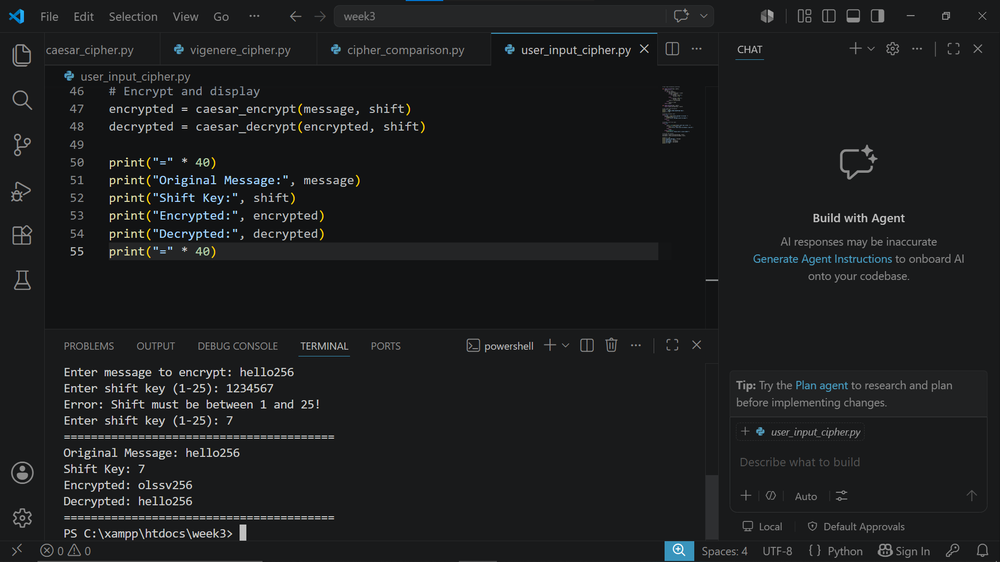 File Edit Selection View Go ··· week3
caesar_cipher.py vigenere_cipher.py cipher_comparison.py user_input_cipher.py
user_input_cipher.py
46 # Encrypt and display
47 encrypted = caesar_encrypt(message, shift)
48 decrypted = caesar_decrypt(encrypted, shift)
49
50 print("=" * 40)
51 print("Original Message:", message)
52 print("Shift Key:", shift)
53 print("Encrypted:", encrypted)
54 print("Decrypted:", decrypted)
55 print("=" * 40)
PROBLEMS OUTPUT DEBUG CONSOLE TERMINAL PORTS powershell
Enter message to encrypt: hello256
Enter shift key (1-25): 1234567
Error: Shift must be between 1 and 25!
Enter shift key (1-25): 7
========================================
Original Message: hello256
Shift Key: 7
Encrypted: olssv256
Decrypted: hello256
========================================
PS C:\xampp\htdocs\week3>
CHAT
Build with Agent
AI responses may be inaccurate
Generate Agent Instructions to onboard AI
onto your codebase.
Tip: Try the Plan agent to research and plan
before implementing changes.
user_input_cipher.py
Describe what to build
Auto
Local Default Approvals
0 0 Spaces: 4 UTF-8 {} Python Sign In